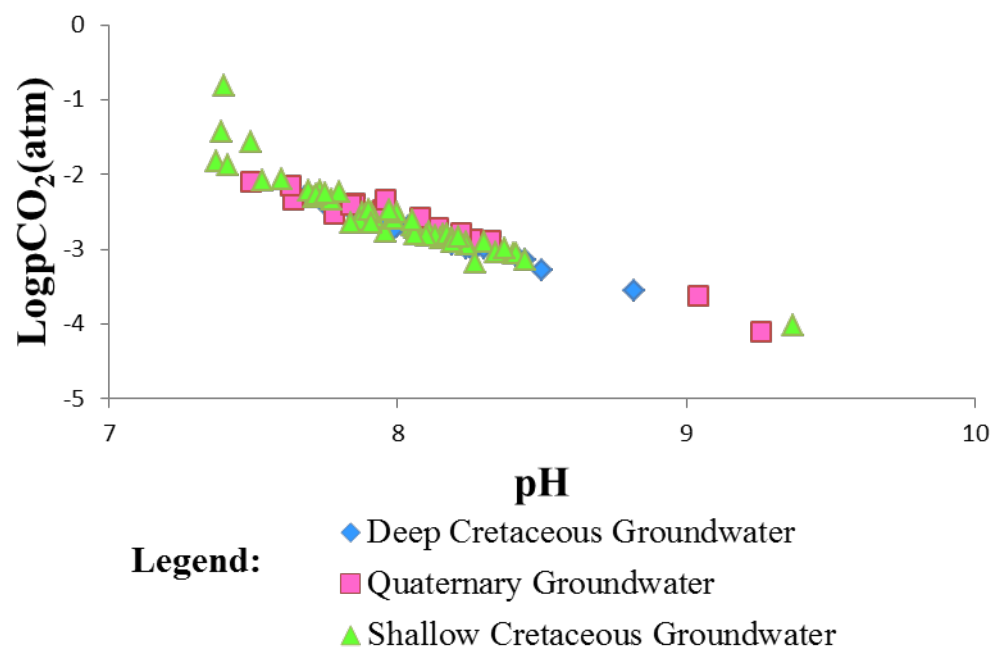 0
-1
-2
-3
-4
-5
LogpCO₂(atm)
7 8 9 10
pH
Legend:
Deep Cretaceous Groundwater
Quaternary Groundwater
Shallow Cretaceous Groundwater